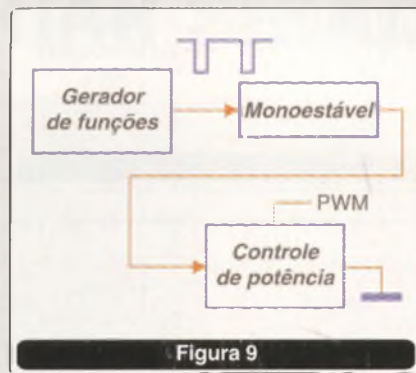 Gerador
de funções
Monoestável
PWM
Controle
de potência
Figura 9